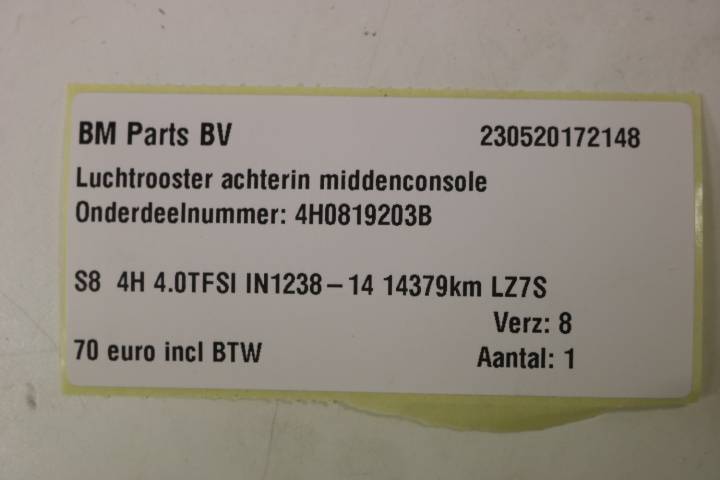 BM Parts BV 230520172148
Luchtrooster achterin middenconsole
Onderdeelnummer: 4H0819203B
S8 4H 4.0TFSI IN1238-14 14379km LZ7S
Verz: 8
70 euro incl BTW Aantal: 1